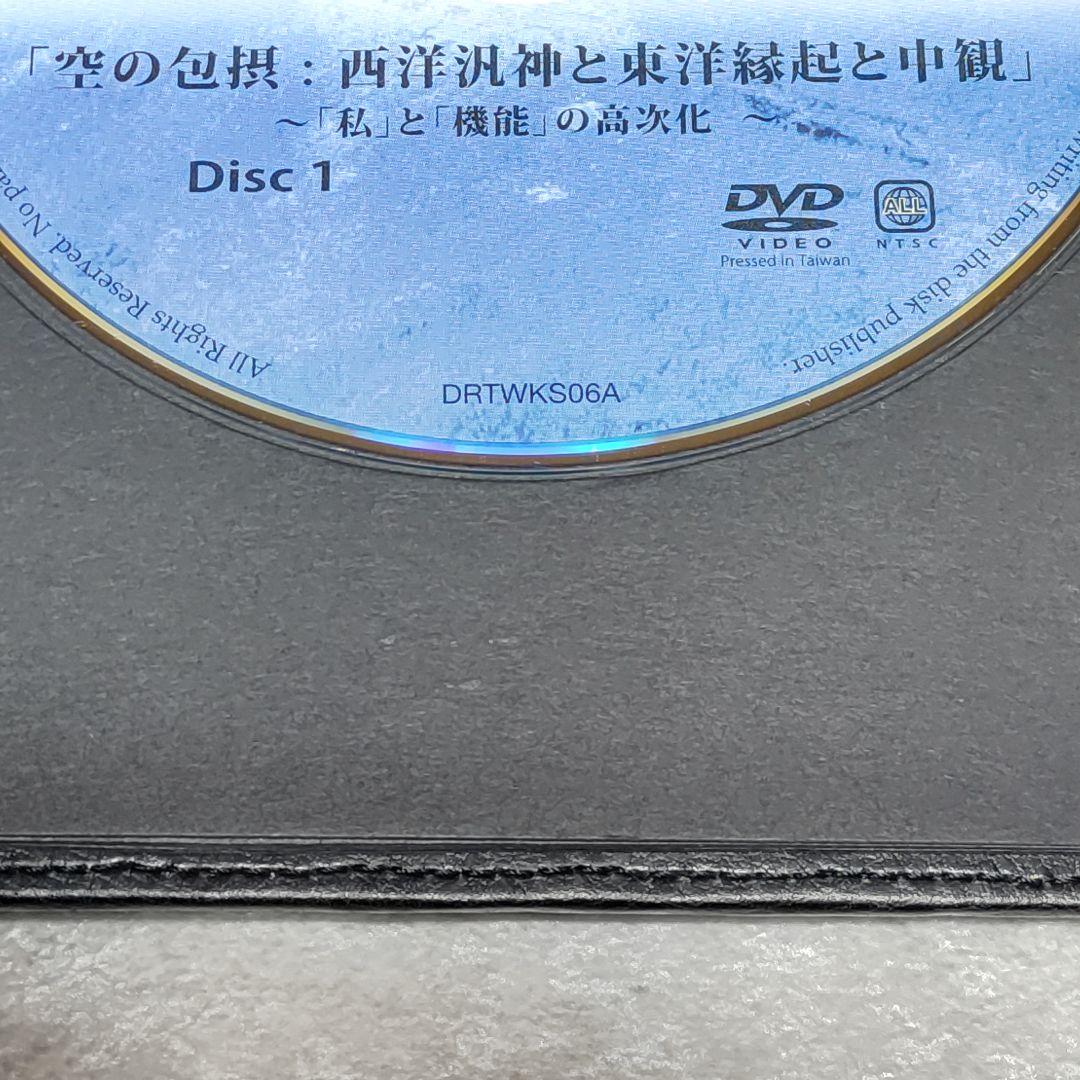 「空の包摂：西洋汎神と東洋縁起と中観」
～「私」と「機能」の高次化 ～
Disc 1
DVD
VIDEO
Pressed in Taiwan
ALL
NTSC
All Rights Reserved. No
writing from the disk publisher.
DRTWKS06A